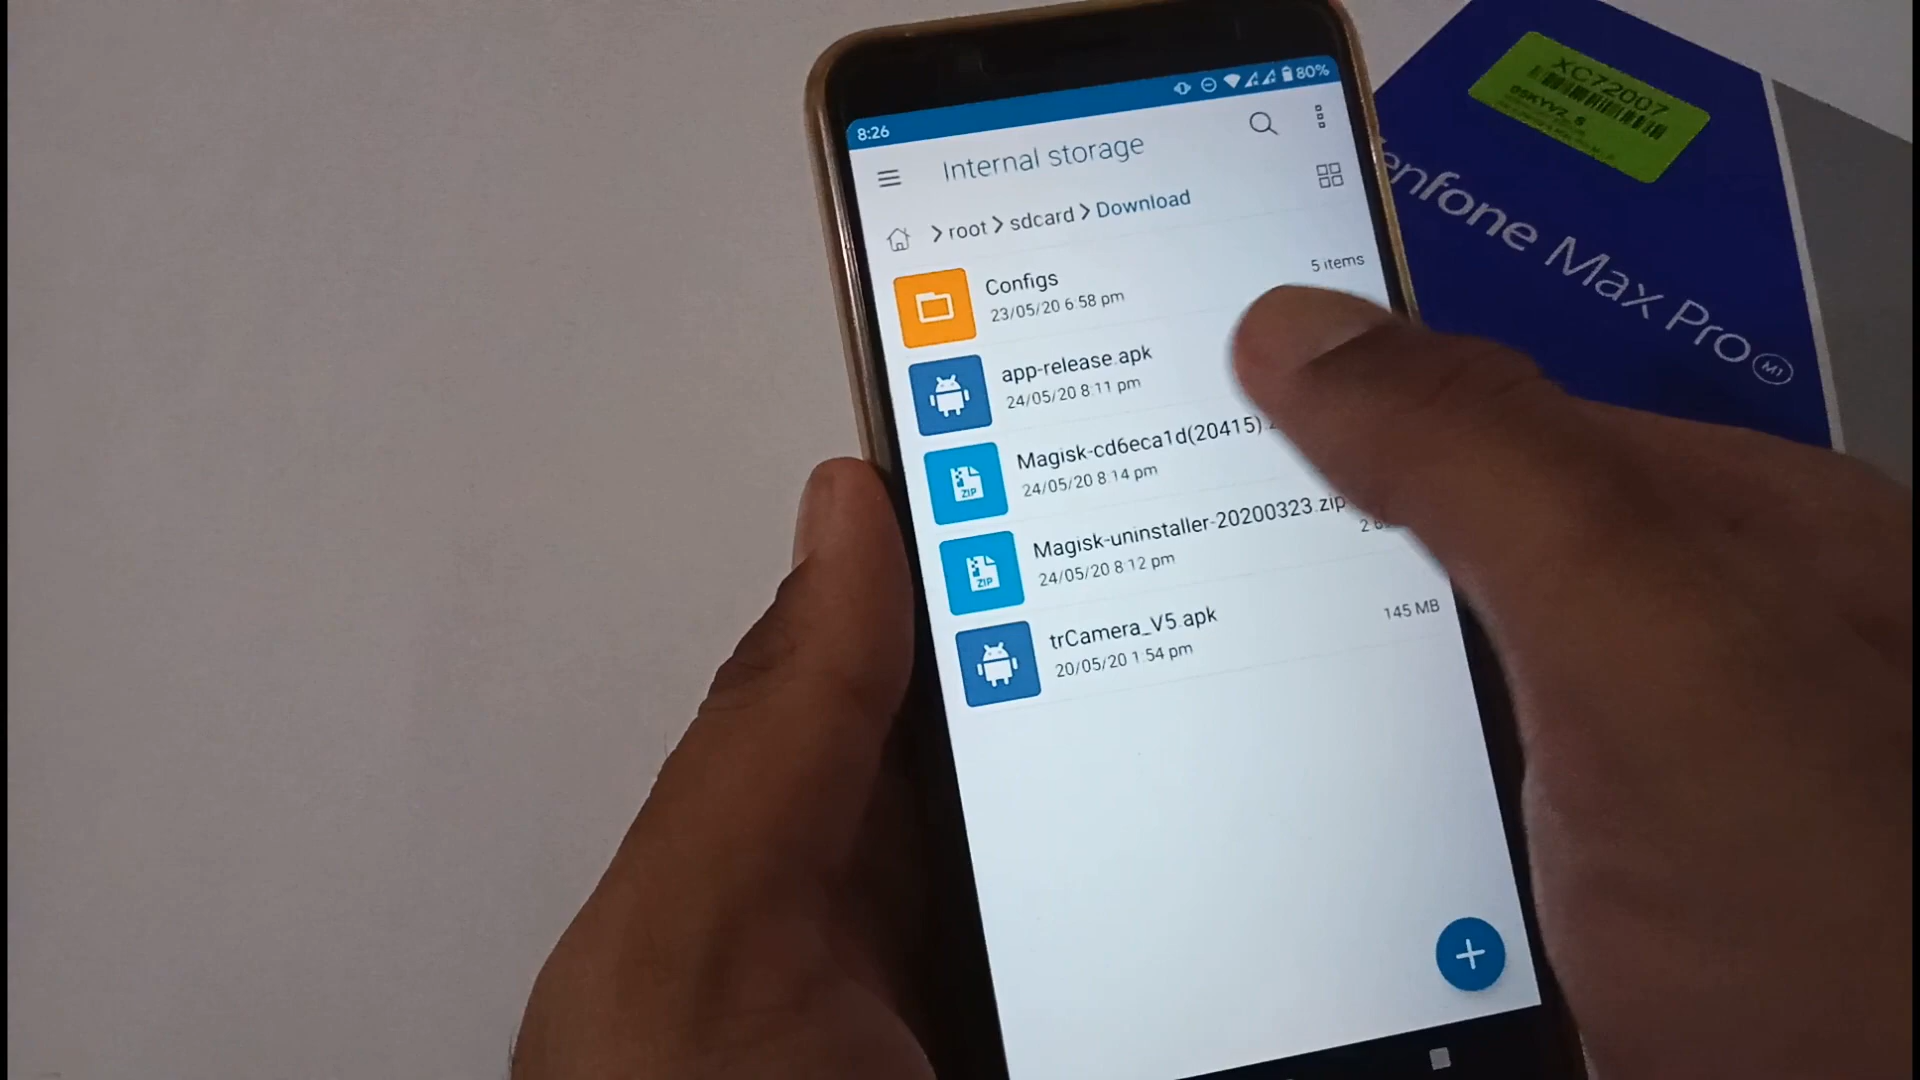 8:26
80%
Internal storage
root
sdcard
Download
Configs
5 items
23/05/20 6:58 pm
app-release.apk
24/05/20 8:11 pm
Magisk-cd6eca1d(20415)
24/05/20 8:14 pm
Magisk-uninstaller-20200323.zip
24/05/20 8:12 pm
trCamera_V5.apk
145 MB
20/05/20 1:54 pm
ZIP
ZIP
XC72007
enfone Max Pro M1